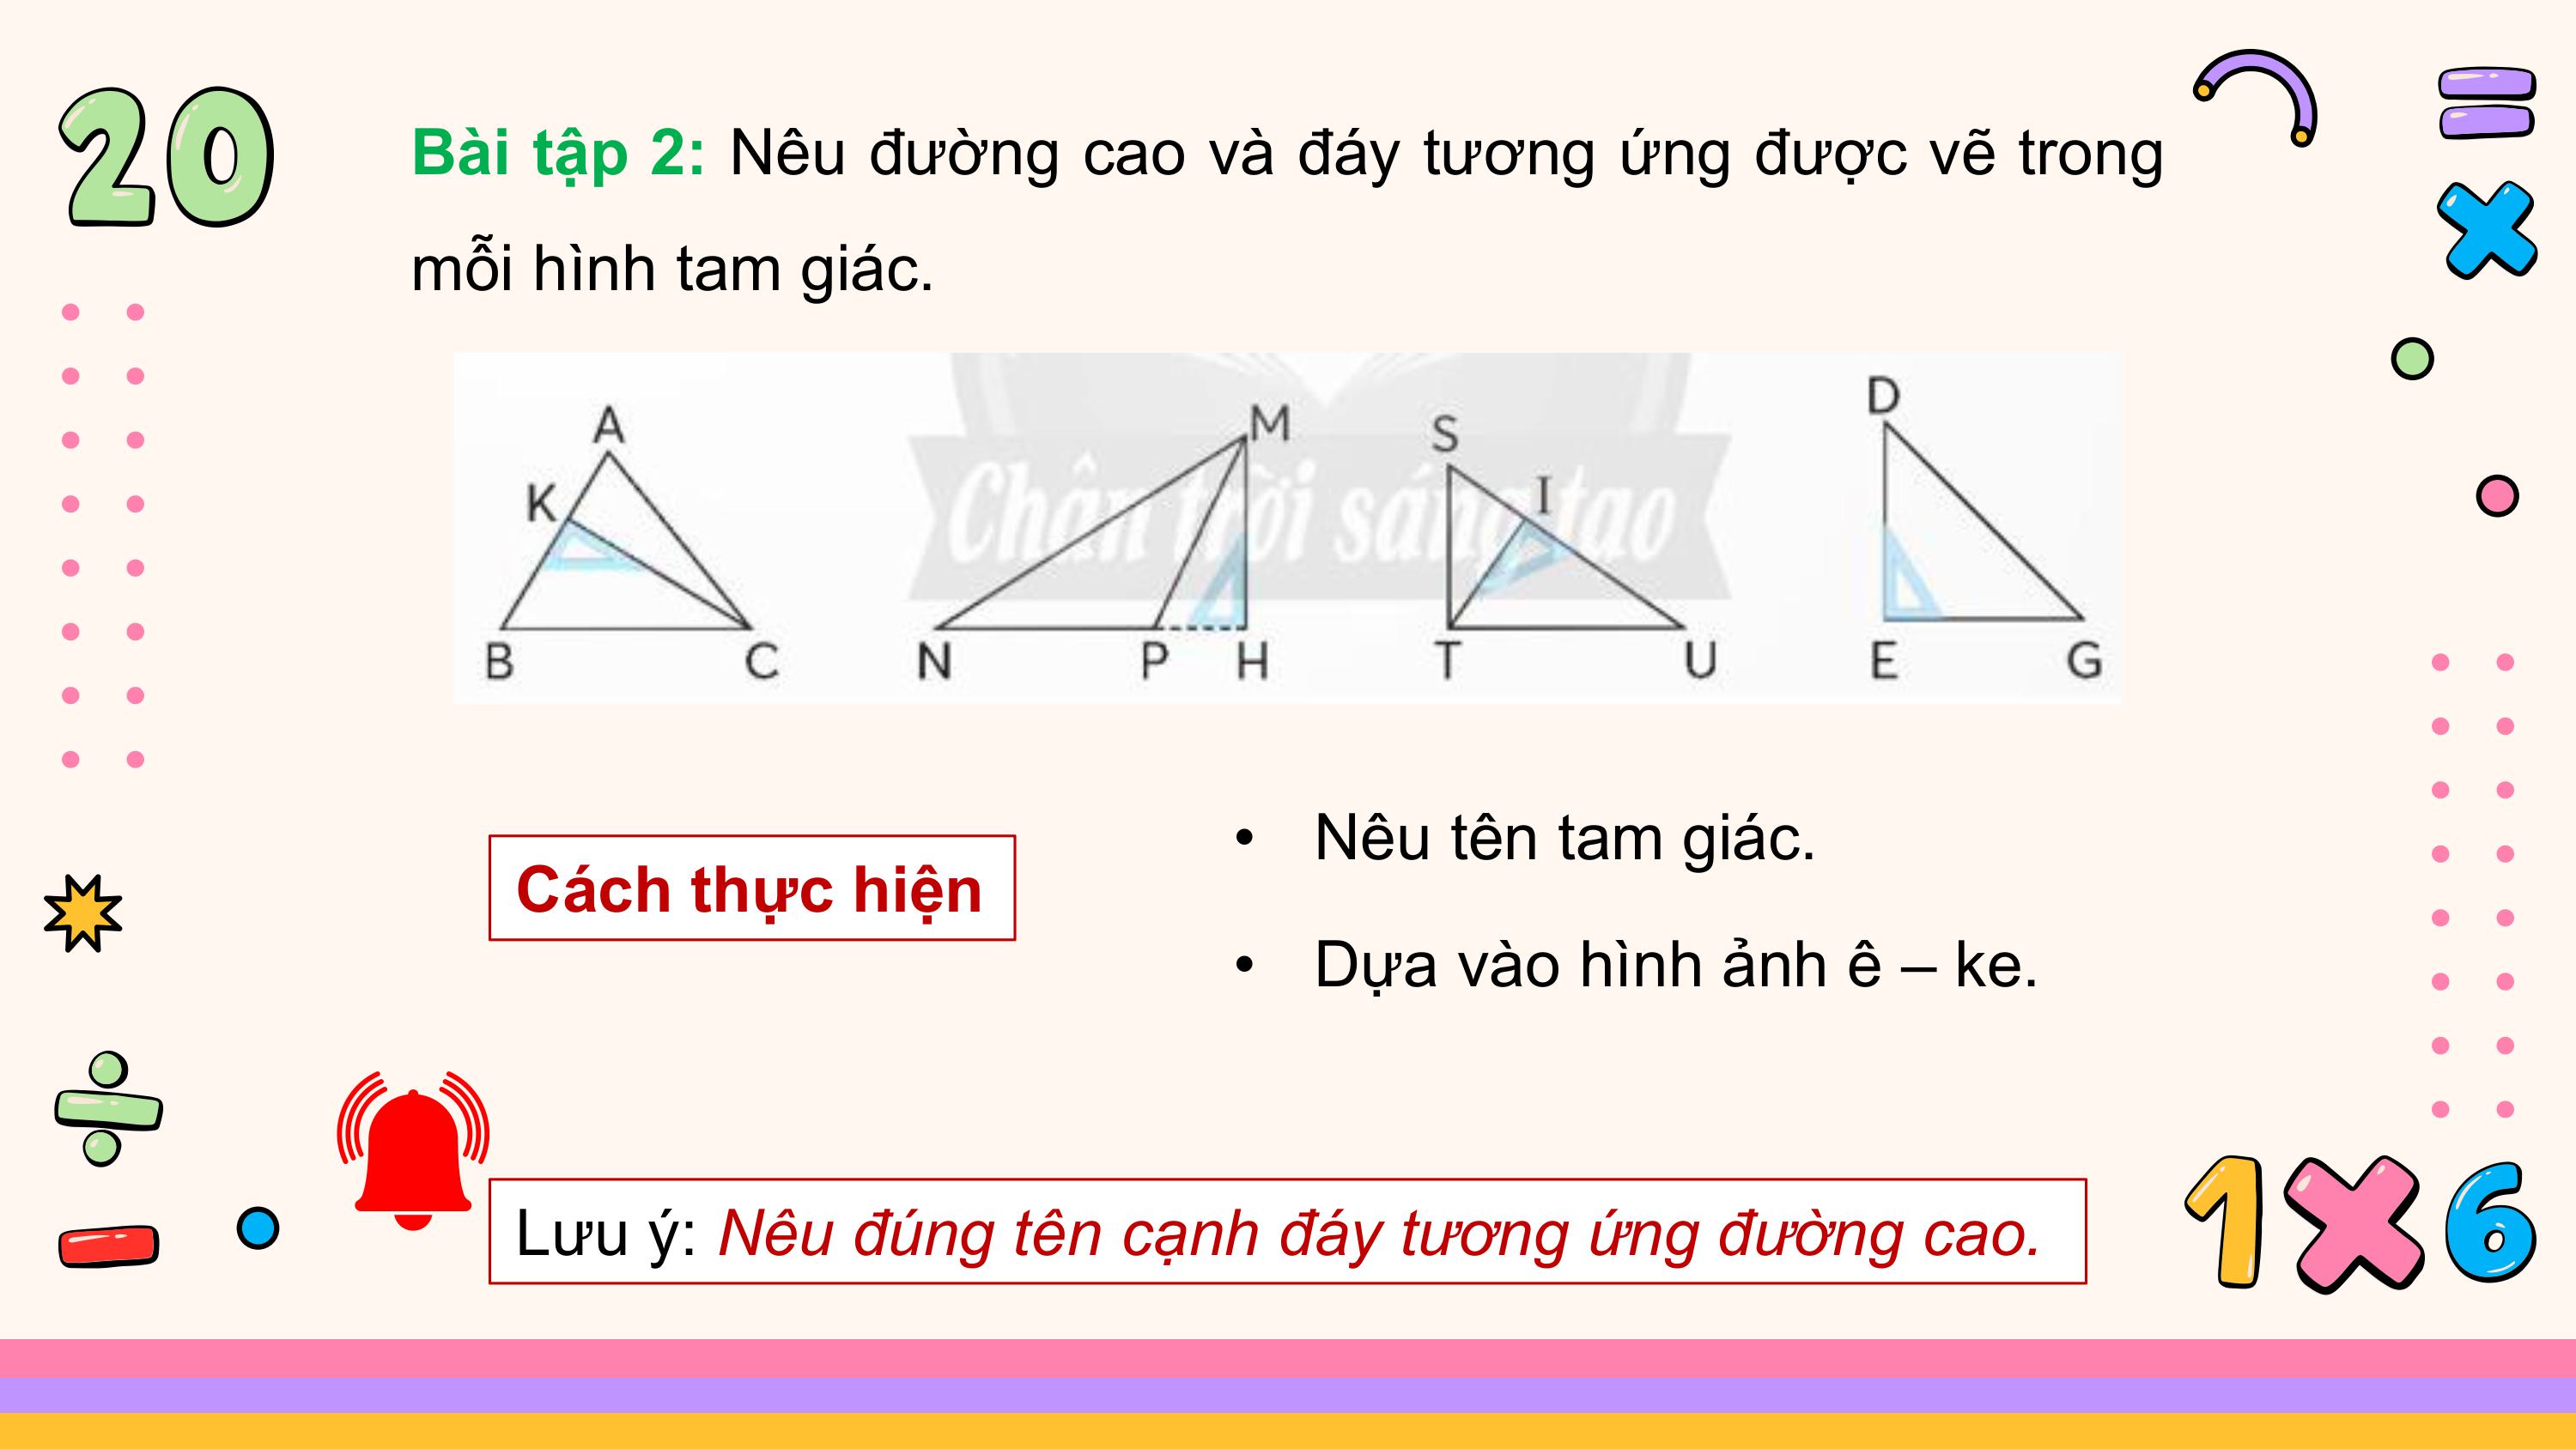 20
Bài tập 2: Nêu đường cao và đáy tương ứng được vẽ trong
mỗi hình tam giác.
Chân trời sáng tạo
A
K
B C
M
N P H
S
I
T U
D
E G
Cách thực hiện
• Nêu tên tam giác.
• Dựa vào hình ảnh ê – ke.
Lưu ý: Nêu đúng tên cạnh đáy tương ứng đường cao.
1×6